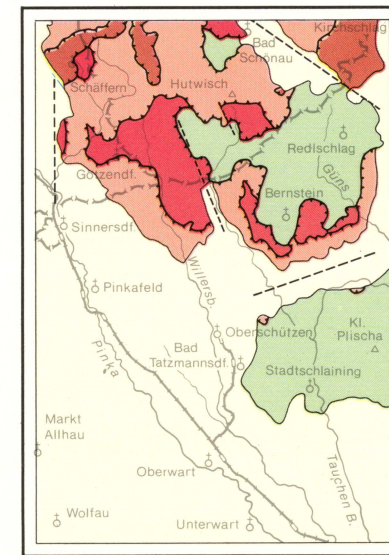 Kirchschlag
Bad
Schönau
Schäffern
Hutwisch
Redlschlag
Götzendf.
Güns
Bernstein
Sinnersdf.
Willersb.
Pinkafeld
Oberschützen
Kl.
Plischa
Pinka
Bad
Tatzmannsdf.
Stadtschlaining
Markt
Allhau
Oberwart
Tauchen B.
Wolfau
Unterwart